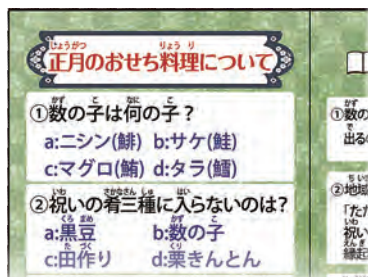 正月のおせち料理について
①数の子は何の子？
a:ニシン(鯡) b:サケ(鮭)
c:マグロ(鮪) d:タラ(鱈)
②祝いの肴三種に入らないのは?
a:黒豆 b:数の子
c:田作り d:栗きんとん
①数の
出る
②地域
「た
祝い
縁起